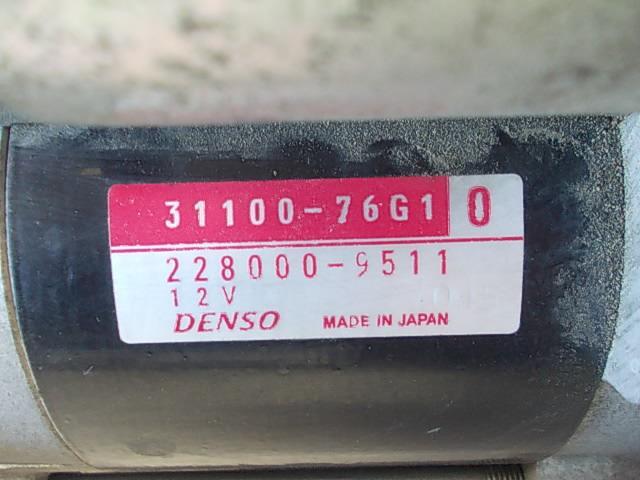 31100-76G1 0
228000-9511
12V
DENSO MADE IN JAPAN